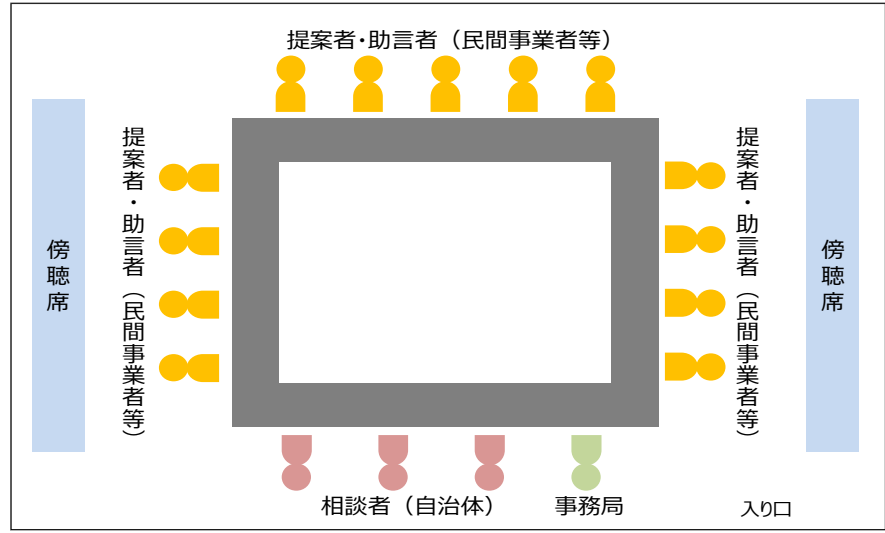 提案者・助言者（民間事業者等）
傍聴席
提案者・助言者（民間事業者等）
提案者・助言者（民間事業者等）
傍聴席
相談者（自治体）
事務局
入り口